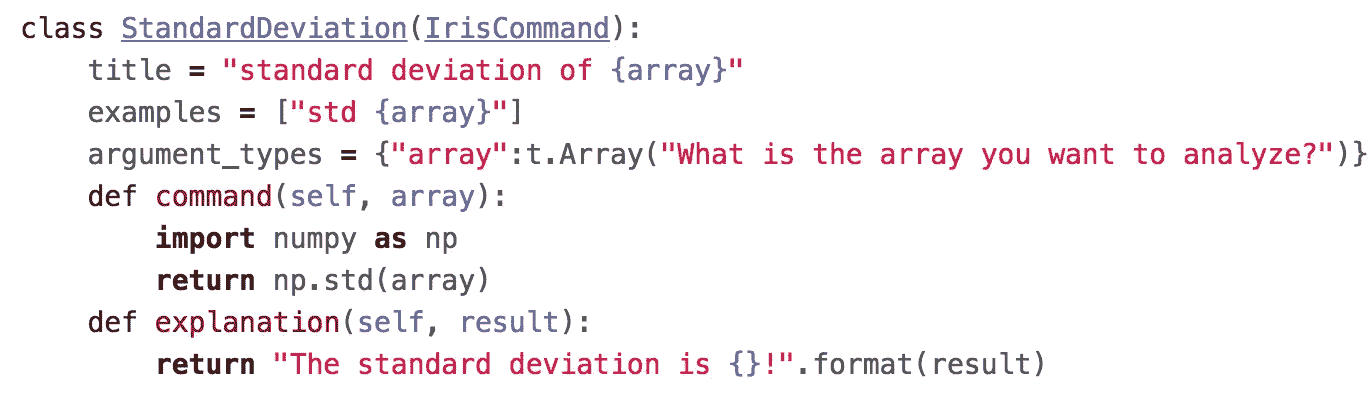 class StandardDeviation(IrisCommand):
    title = "standard deviation of {array}"
    examples = ["std {array}"]
    argument_types = {"array":t.Array("What is the array you want to analyze?")}
    def command(self, array):
        import numpy as np
        return np.std(array)
    def explanation(self, result):
        return "The standard deviation is {}!".format(result)